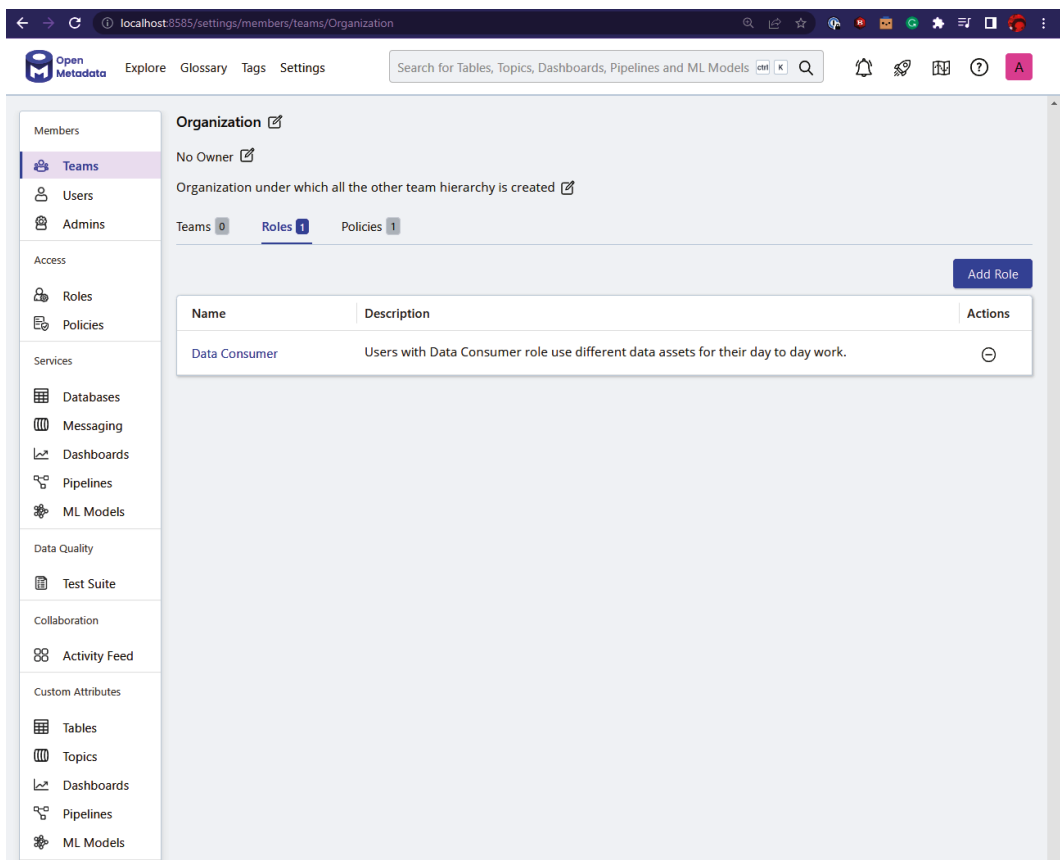 localhost:8585/settings/members/teams/Organization
Open
Metadata
Explore Glossary Tags Settings
Search for Tables, Topics, Dashboards, Pipelines and ML Models ctrl K
A
Members
Teams
Users
Admins
Access
Roles
Policies
Services
Databases
Messaging
Dashboards
Pipelines
ML Models
Data Quality
Test Suite
Collaboration
Activity Feed
Custom Attributes
Tables
Topics
Dashboards
Pipelines
ML Models
Organization
No Owner
Organization under which all the other team hierarchy is created
Teams 0 Roles 1 Policies 1
Add Role
Name Description Actions
Data Consumer Users with Data Consumer role use different data assets for their day to day work.